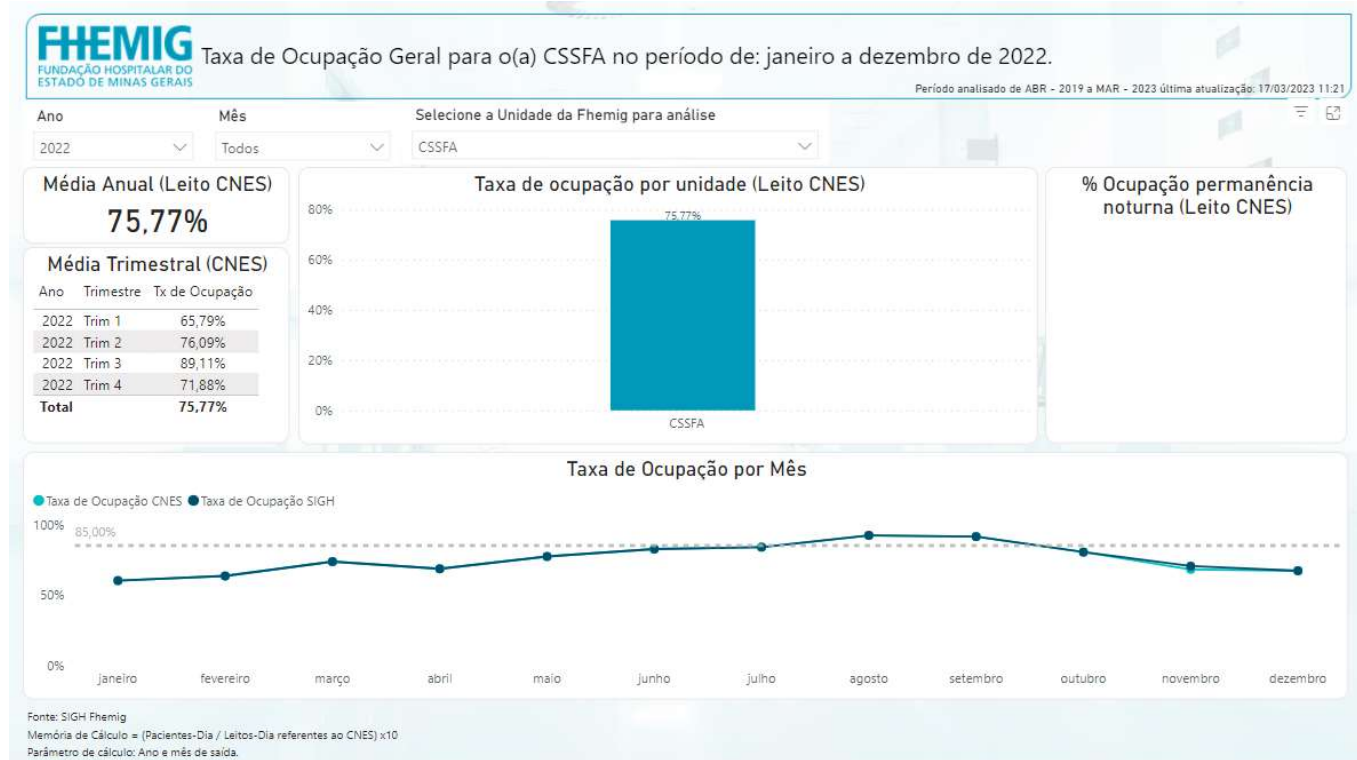 FHEMIG
FUNDAÇÃO HOSPITALAR DO
ESTADO DE MINAS GERAIS
Taxa de Ocupação Geral para o(a) CSSFA no período de: janeiro a dezembro de 2022.
Período analisado de ABR - 2019 a MAR - 2023 última atualização: 17/03/2023 11:21
Ano
Mês
Selecione a Unidade da Fhemig para análise
2022
Todos
CSSFA
Média Anual (Leito CNES)
75,77%
Média Trimestral (CNES)
Ano Trimestre Tx de Ocupação
2022 Trim 1 65,79%
2022 Trim 2 76,09%
2022 Trim 3 89,11%
2022 Trim 4 71,88%
Total 75,77%
Taxa de ocupação por unidade (Leito CNES)
80%
75,77%
60%
40%
20%
0%
CSSFA
% Ocupação permanência
noturna (Leito CNES)
Taxa de Ocupação por Mês
Taxa de Ocupação CNES Taxa de Ocupação SIGH
100%
85,00%
50%
0%
janeiro fevereiro março abril maio junho julho agosto setembro outubro novembro dezembro
Fonte: SIGH Fhemig
Memória de Cálculo = (Pacientes-Dia / Leitos-Dia referentes ao CNES) x10
Parâmetro de cálculo: Ano e mês de saída.